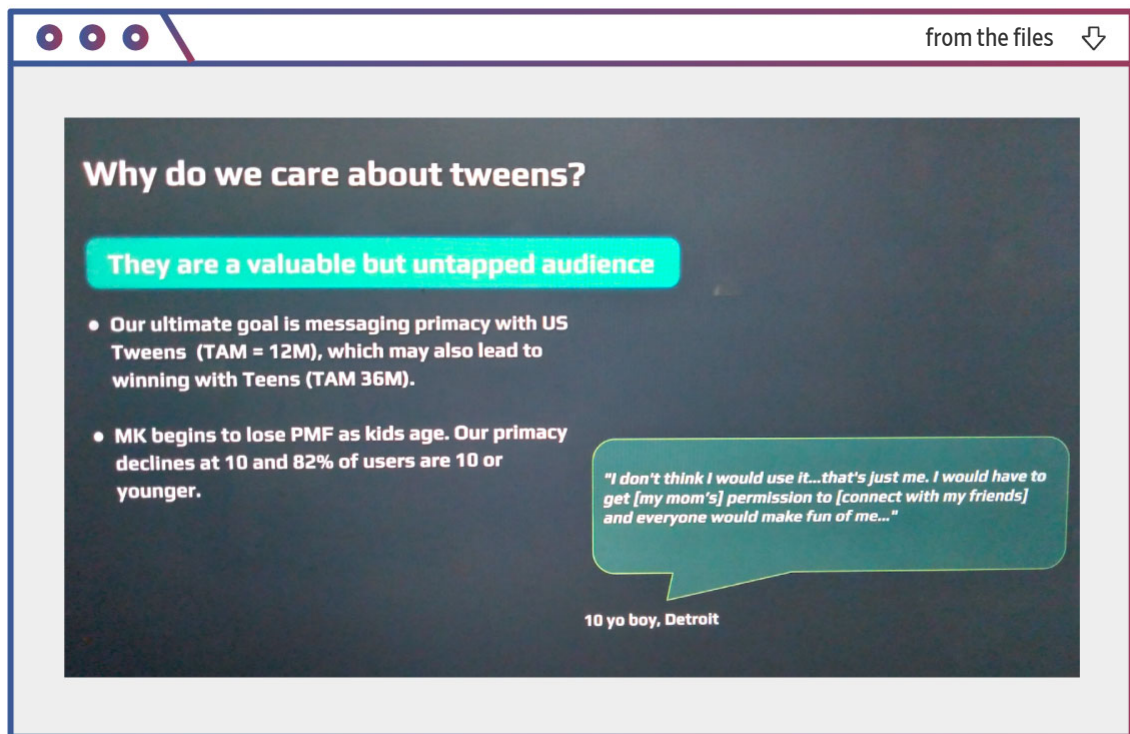 from the files
Why do we care about tweens?
They are a valuable but untapped audience
● Our ultimate goal is messaging primacy with US
Tweens (TAM = 12M), which may also lead to
winning with Teens (TAM 36M).
● MK begins to lose PMF as kids age. Our primacy
declines at 10 and 82% of users are 10 or
younger.
"I don't think I would use it...that's just me. I would have to
get [my mom's] permission to [connect with my friends]
and everyone would make fun of me..."
10 yo boy, Detroit